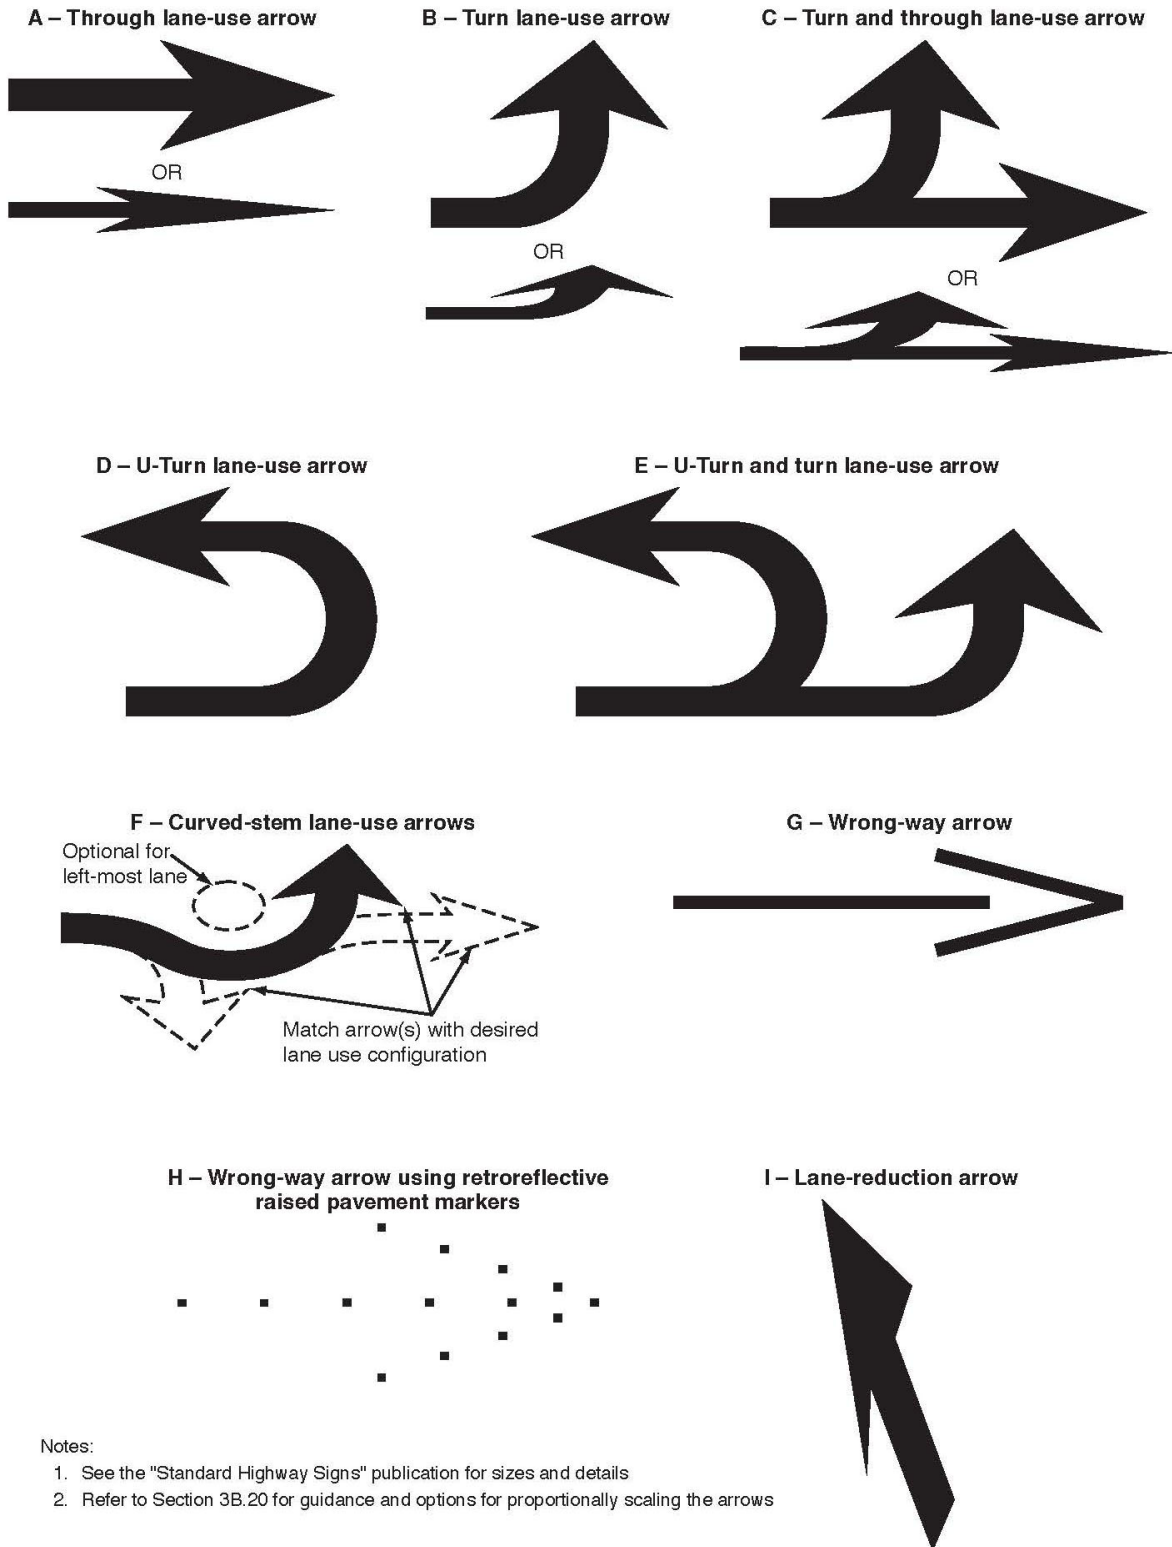 A – Through lane-use arrow
OR
B – Turn lane-use arrow
OR
C – Turn and through lane-use arrow
OR
D – U-Turn lane-use arrow
E – U-Turn and turn lane-use arrow
F – Curved-stem lane-use arrows
Optional for
left-most lane
Match arrow(s) with desired
lane use configuration
G – Wrong-way arrow
H – Wrong-way arrow using retroreflective
raised pavement markers
I – Lane-reduction arrow
Notes:
1. See the "Standard Highway Signs" publication for sizes and details
2. Refer to Section 3B.20 for guidance and options for proportionally scaling the arrows